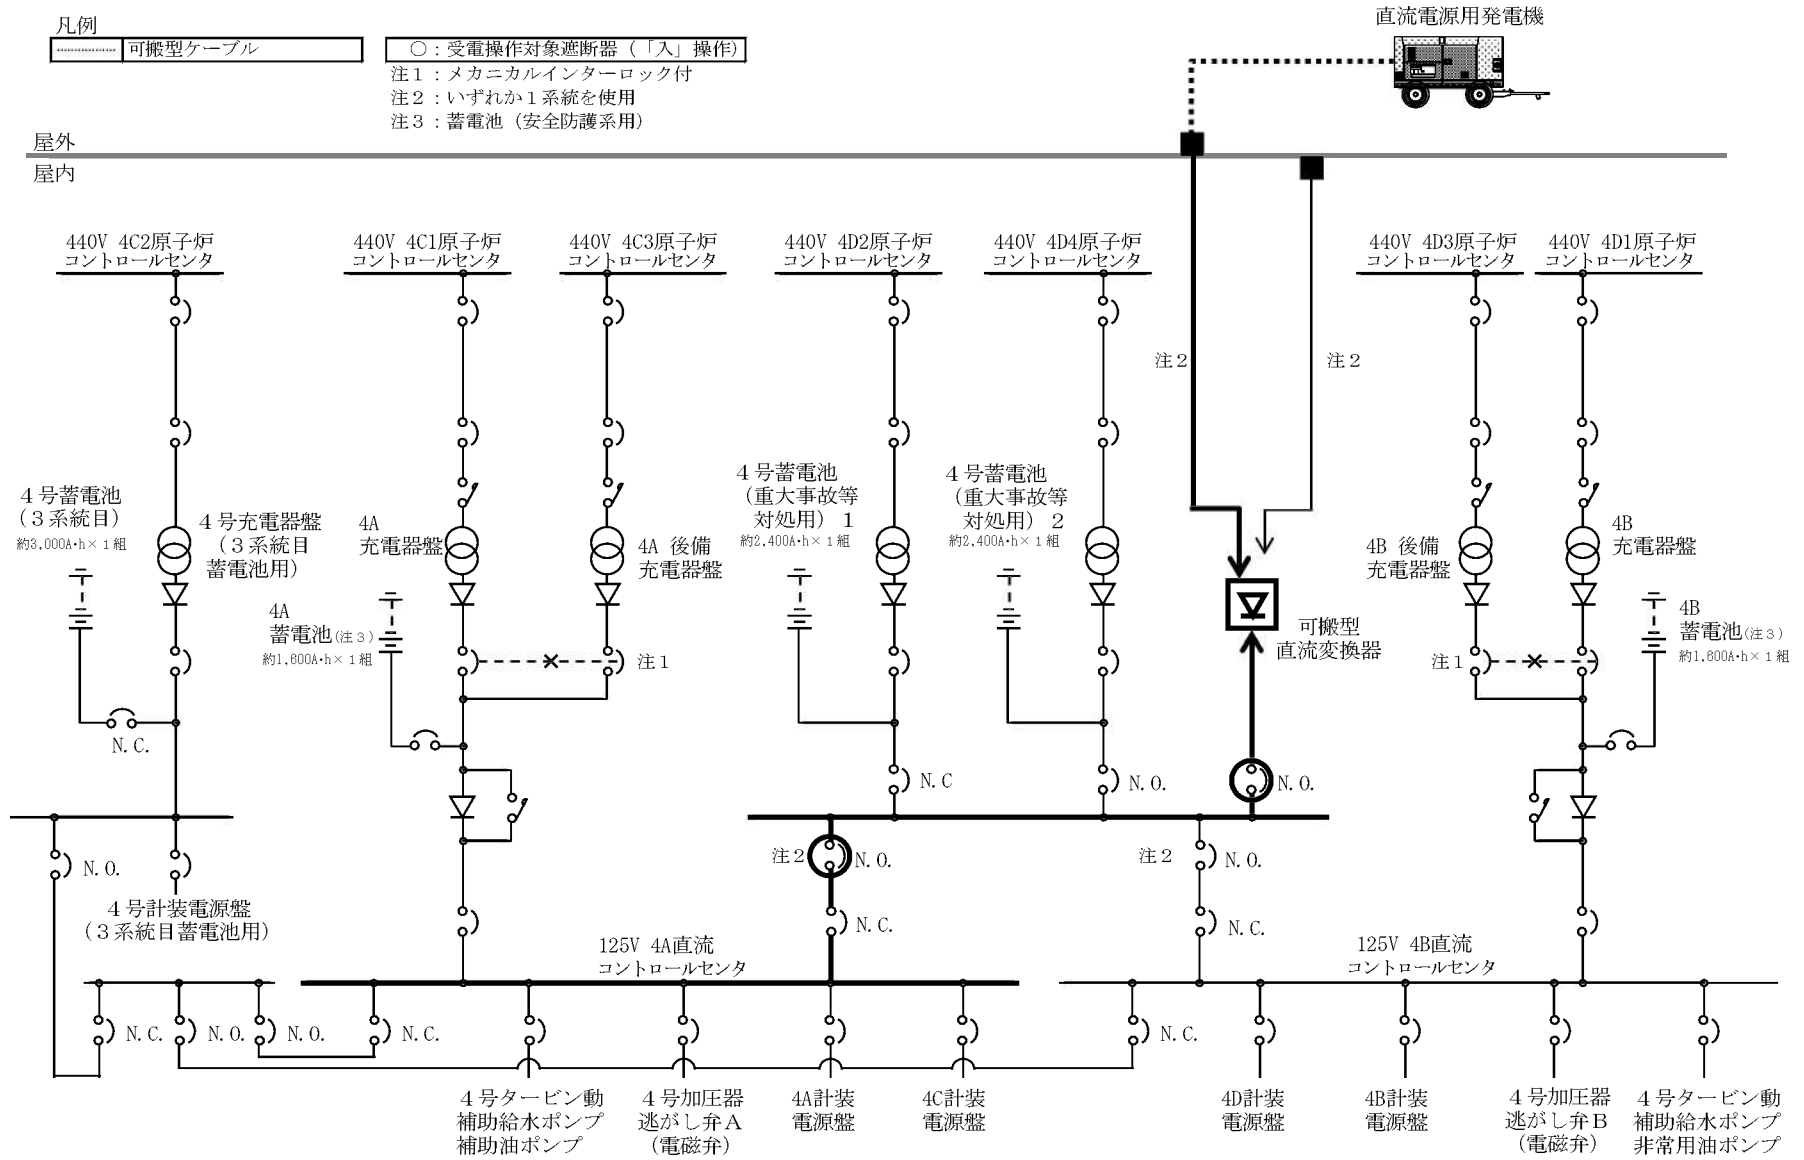 凡例
可搬型ケーブル
○：受電操作対象遮断器（「入」操作）
注１：メカニカルインターロック付
注２：いずれか１系統を使用
注３：蓄電池（安全防護系用）
直流電源用発電機
屋外
屋内
440V 4C2原子炉
コントロールセンタ
440V 4C1原子炉
コントロールセンタ
440V 4C3原子炉
コントロールセンタ
440V 4D2原子炉
コントロールセンタ
440V 4D4原子炉
コントロールセンタ
440V 4D3原子炉
コントロールセンタ
440V 4D1原子炉
コントロールセンタ
注２
注２
４号蓄電池
（３系統目）
約3,000A･h×１組
４号充電器盤
（３系統目
蓄電池用）
4A
充電器盤
4A 後備
充電器盤
４号蓄電池
（重大事故等
対処用）１
約2,400A･h×１組
４号蓄電池
（重大事故等
対処用）２
約2,400A･h×１組
4B 後備
充電器盤
4B
充電器盤
4A
蓄電池(注３)
約1,600A･h×１組
注１
可搬型
直流変換器
注１
4B
蓄電池(注３)
約1,600A･h×１組
N.C.
N.C
N.O.
N.O.
N.O.
注２
N.O.
注２
N.O.
４号計装電源盤
（３系統目蓄電池用）
N.C.
N.C.
125V 4A直流
コントロールセンタ
125V 4B直流
コントロールセンタ
N.C.
N.O.
N.O.
N.C.
N.C.
４号タービン動
補助給水ポンプ
補助油ポンプ
４号加圧器
逃がし弁Ａ
（電磁弁）
4A計装
電源盤
4C計装
電源盤
4D計装
電源盤
4B計装
電源盤
４号加圧器
逃がし弁Ｂ
（電磁弁）
４号タービン動
補助給水ポンプ
非常用油ポンプ